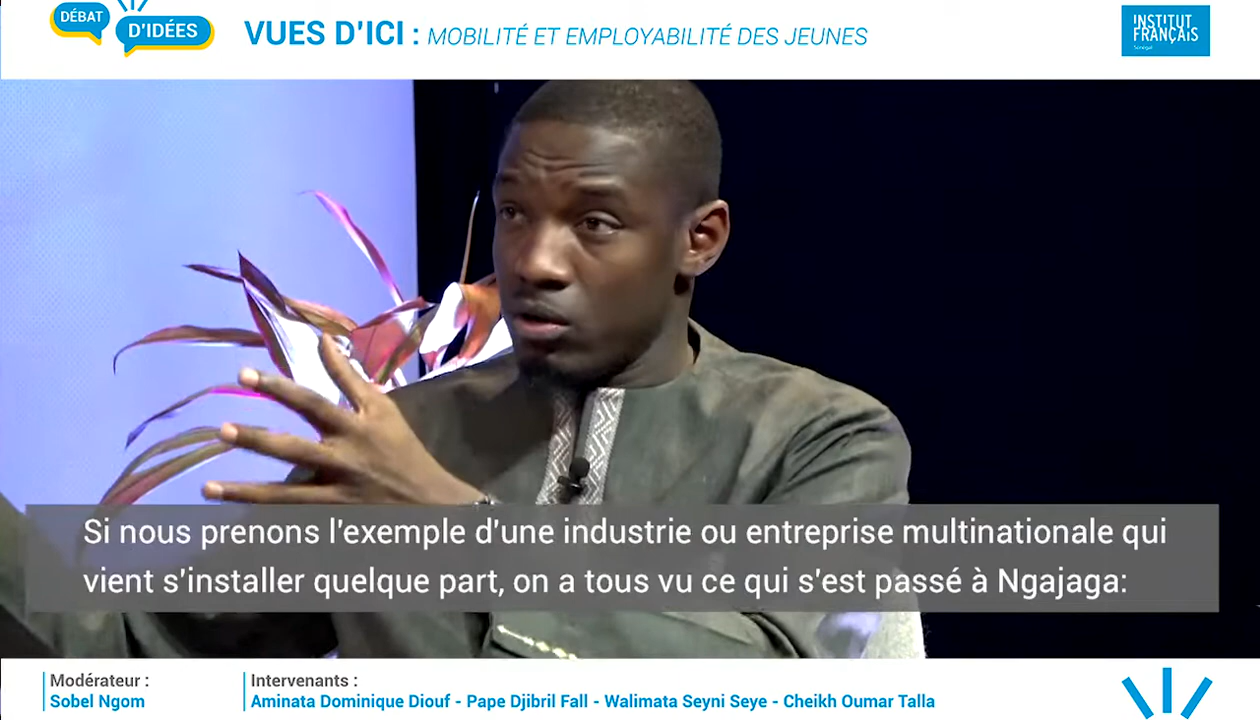 DÉBAT
D'IDÉES
VUES D'ICI : MOBILITÉ ET EMPLOYABILITÉ DES JEUNES
INSTITUT
FRANÇAIS
Sénégal
Si nous prenons l'exemple d'une industrie ou entreprise multinationale qui
vient s'installer quelque part, on a tous vu ce qui s'est passé à Ngajaga:
Modérateur :
Sobel Ngom
Intervenants :
Aminata Dominique Diouf - Pape Djibril Fall - Walimata Seyni Seye - Cheikh Oumar Talla